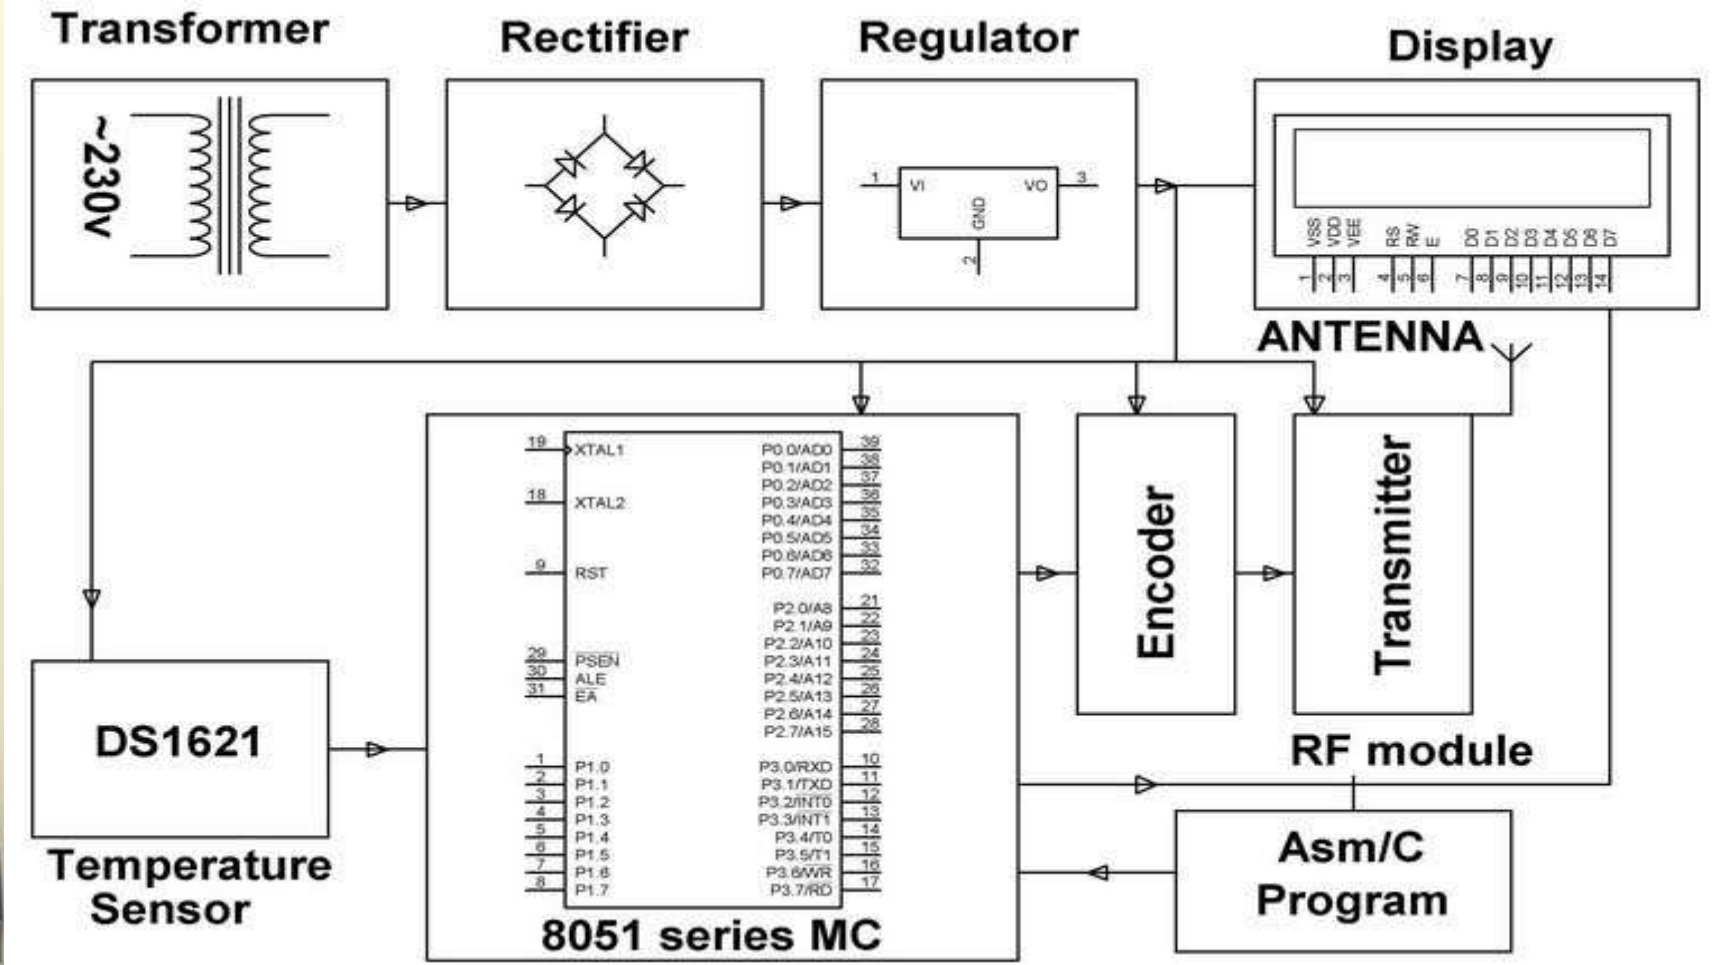 Transformer
Rectifier
Regulator
Display
~230v
1
VI
VO
3
GND
2
VSS
VDD
VEE
RS
RW
E
D0
D1
D2
D3
D4
D5
D6
D7
1
2
3
4
5
6
7
8
9
10
11
12
13
14
ANTENNA
19
XTAL1
18
XTAL2
9
RST
29
PSEN
30
ALE
31
EA
1
P1.0
2
P1.1
3
P1.2
4
P1.3
5
P1.4
6
P1.5
7
P1.6
8
P1.7
P0.0/AD0
39
P0.1/AD1
38
P0.2/AD2
37
P0.3/AD3
36
P0.4/AD4
35
P0.5/AD5
34
P0.6/AD6
33
P0.7/AD7
32
P2.0/A8
21
P2.1/A9
22
P2.2/A10
23
P2.3/A11
24
P2.4/A12
25
P2.5/A13
26
P2.6/A14
27
P2.7/A15
28
P3.0/RXD
10
P3.1/TXD
11
P3.2/INT0
12
P3.3/INT1
13
P3.4/T0
14
P3.5/T1
15
P3.6/WR
16
P3.7/RD
17
8051 series MC
Encoder
Transmitter
RF module
DS1621
Temperature
Sensor
Asm/C
Program